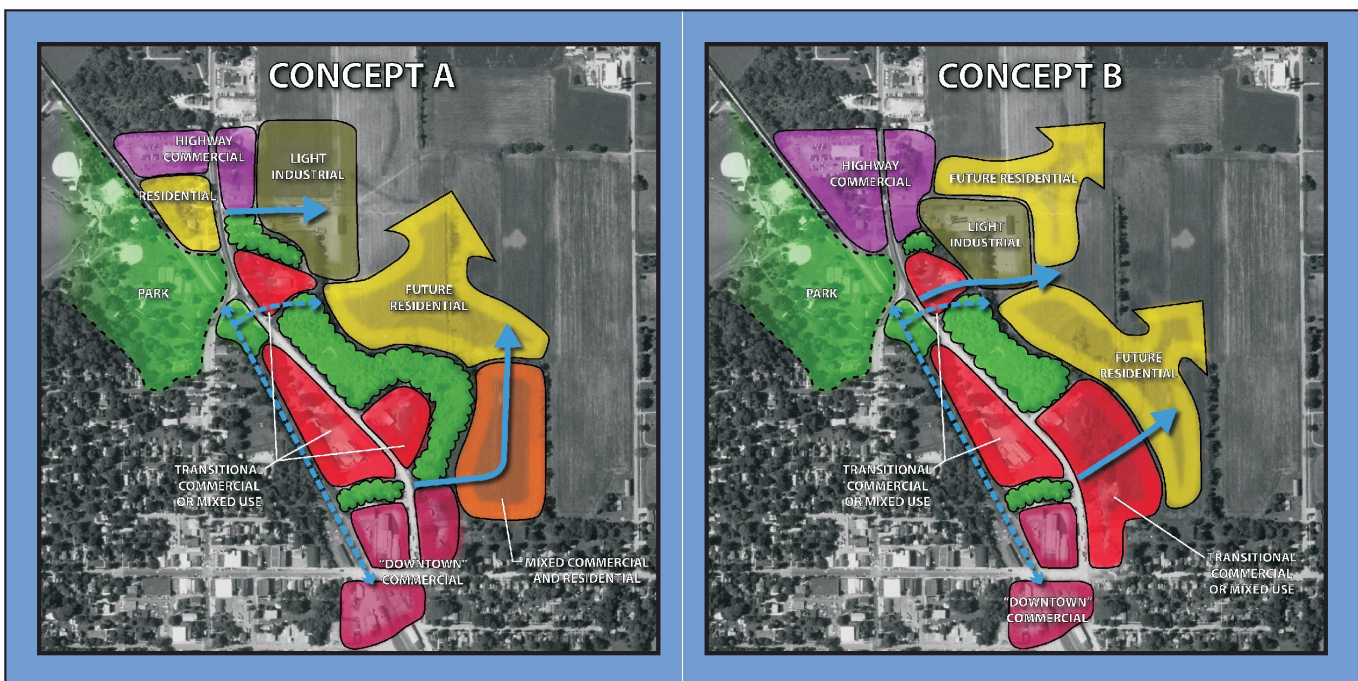 CONCEPT A
HIGHWAY
COMMERCIAL
LIGHT
INDUSTRIAL
RESIDENTIAL
PARK
FUTURE
RESIDENTIAL
TRANSITIONAL
COMMERCIAL
OR MIXED USE
"DOWNTOWN"
COMMERCIAL
MIXED COMMERCIAL
AND RESIDENTIAL
CONCEPT B
HIGHWAY
COMMERCIAL
FUTURE RESIDENTIAL
LIGHT
INDUSTRIAL
PARK
FUTURE
RESIDENTIAL
TRANSITIONAL
COMMERCIAL
OR MIXED USE
TRANSITIONAL
COMMERCIAL
OR MIXED USE
"DOWNTOWN"
COMMERCIAL